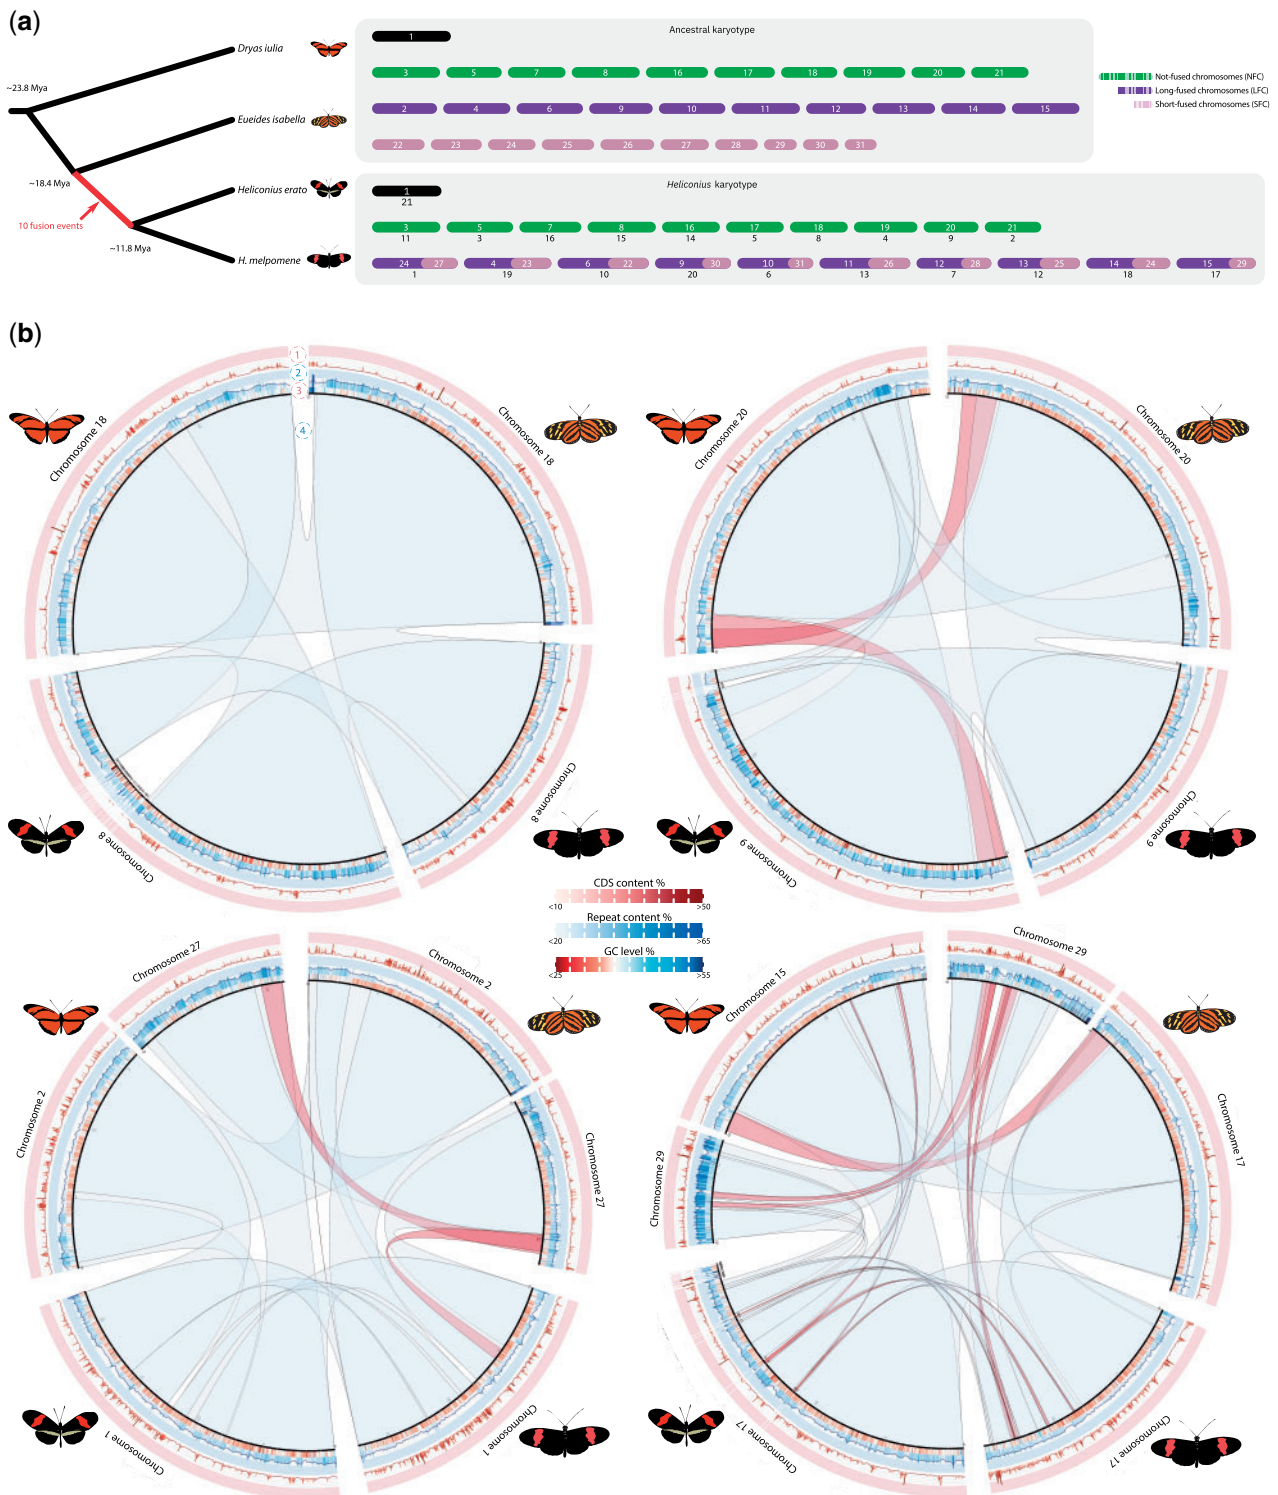 (a)
~23.8 Mya
~18.4 Mya
10 fusion events
~11.8 Mya
Dryas iulia
Eueides isabella
Heliconius erato
H. melpomene
Ancestral karyotype
1
3 5 7 8 16 17 18 19 20 21
2 4 6 9 10 11 12 13 14 15
22 23 24 25 26 27 28 29 30 31
Not-fused chromosomes (NFC)
Long-fused chromosomes (LFC)
Short-fused chromosomes (SFC)
Heliconius karyotype
1
21
3 5 7 8 16 17 18 19 20 21
11 3 16 15 14 5 8 4 9 2
24 27 4 23 6 22 9 30 10 31 11 26 12 28 13 25 14 24 15 29
1 19 10 20 6 13 7 12 18 17
(b)
1
2
3
4
Chromosome 18
Chromosome 18
Chromosome 8
Chromosome 8
Chromosome 20
Chromosome 20
Chromosome 9
Chromosome 9
CDS content %
<10 >50
Repeat content %
<20 >65
GC level %
<25 >55
Chromosome 27
Chromosome 2
Chromosome 2
Chromosome 27
Chromosome 1
Chromosome 1
Chromosome 15
Chromosome 29
Chromosome 29
Chromosome 17
Chromosome 17
Chromosome 17